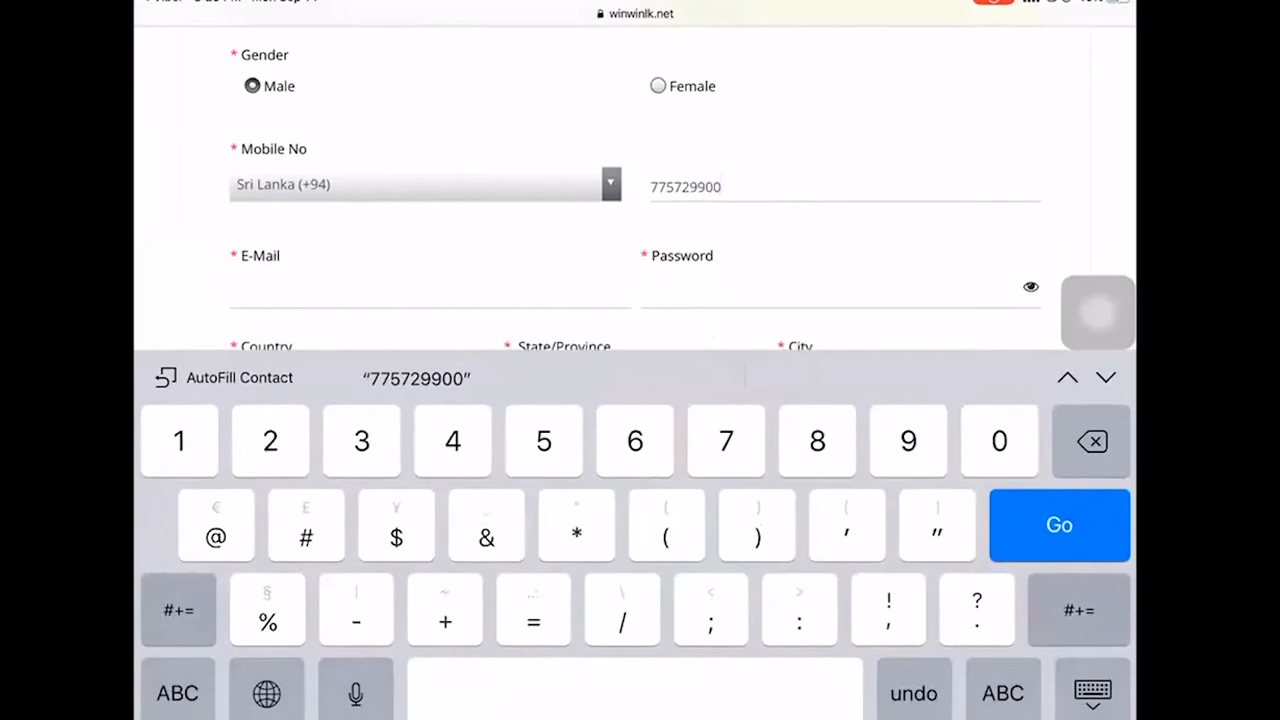 winwinlk.net
* Gender
Male
Female
* Mobile No
Sri Lanka (+94)
775729900
* E-Mail
* Password
* Country
* State/Province
* City
AutoFill Contact
“775729900”
1 2 3 4 5 6 7 8 9 0
€ £ ¥ _ ^ [ ] { }
@ # $ & * ( ) ' "
Go
§ | ~ … \ < > ! ?
#+= % - + = / ; : , . #+=
ABC
undo
ABC